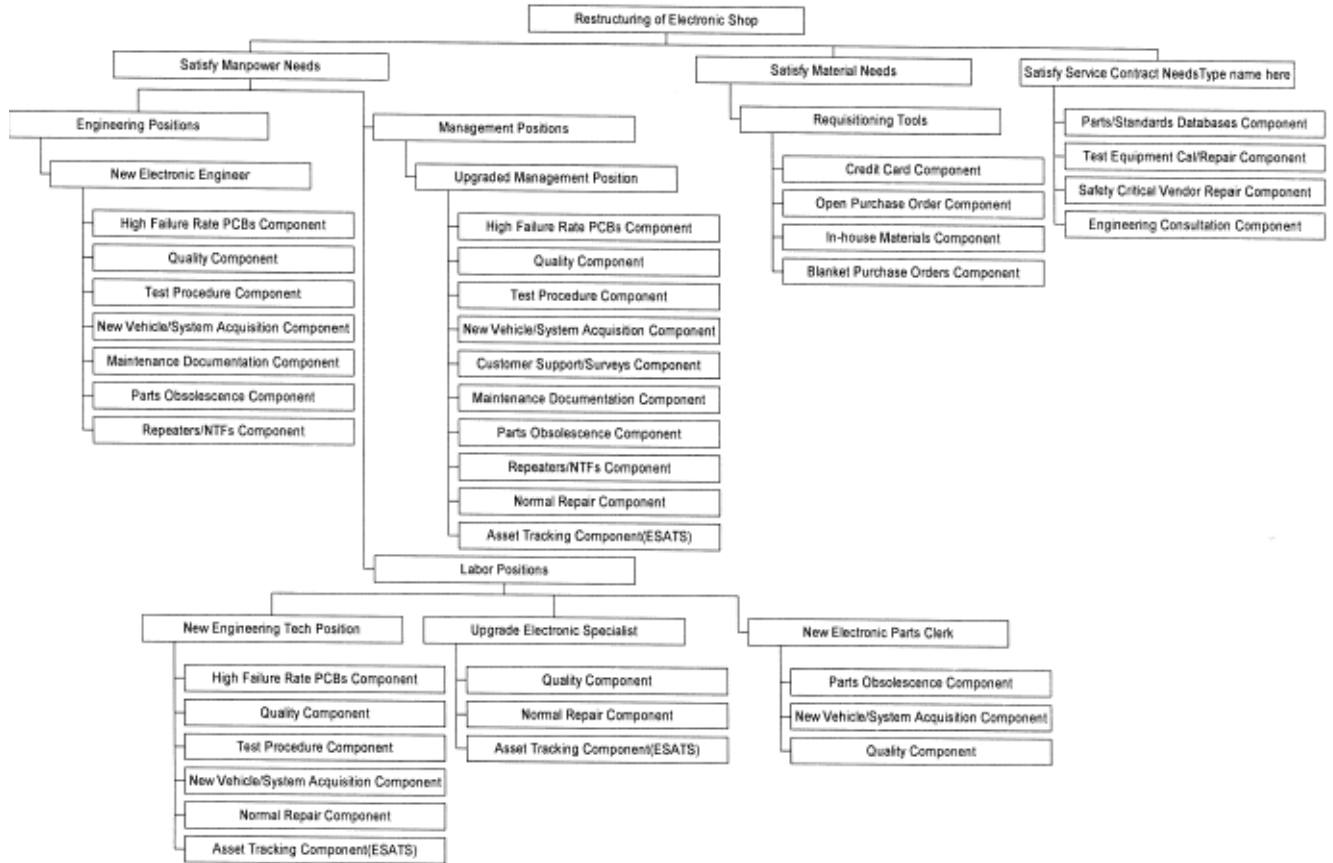 Restructuring of Electronic Shop
Satisfy Manpower Needs
Satisfy Material Needs
Satisfy Service Contract NeedsType name here
Engineering Positions
New Electronic Engineer
High Failure Rate PCBs Component
Quality Component
Test Procedure Component
New Vehicle/System Acquisition Component
Maintenance Documentation Component
Parts Obsolescence Component
Repeaters/NTFs Component
Management Positions
Upgraded Management Position
High Failure Rate PCBs Component
Quality Component
Test Procedure Component
New Vehicle/System Acquisition Component
Customer Support/Surveys Component
Maintenance Documentation Component
Parts Obsolescence Component
Repeaters/NTFs Component
Normal Repair Component
Asset Tracking Component(ESATS)
Requisitioning Tools
Credit Card Component
Open Purchase Order Component
In-house Materials Component
Blanket Purchase Orders Component
Parts/Standards Databases Component
Test Equipment Cal/Repair Component
Safety Critical Vendor Repair Component
Engineering Consultation Component
Labor Positions
New Engineering Tech Position
High Failure Rate PCBs Component
Quality Component
Test Procedure Component
New Vehicle/System Acquisition Component
Normal Repair Component
Asset Tracking Component(ESATS)
Upgrade Electronic Specialist
Quality Component
Normal Repair Component
Asset Tracking Component(ESATS)
New Electronic Parts Clerk
Parts Obsolescence Component
New Vehicle/System Acquisition Component
Quality Component